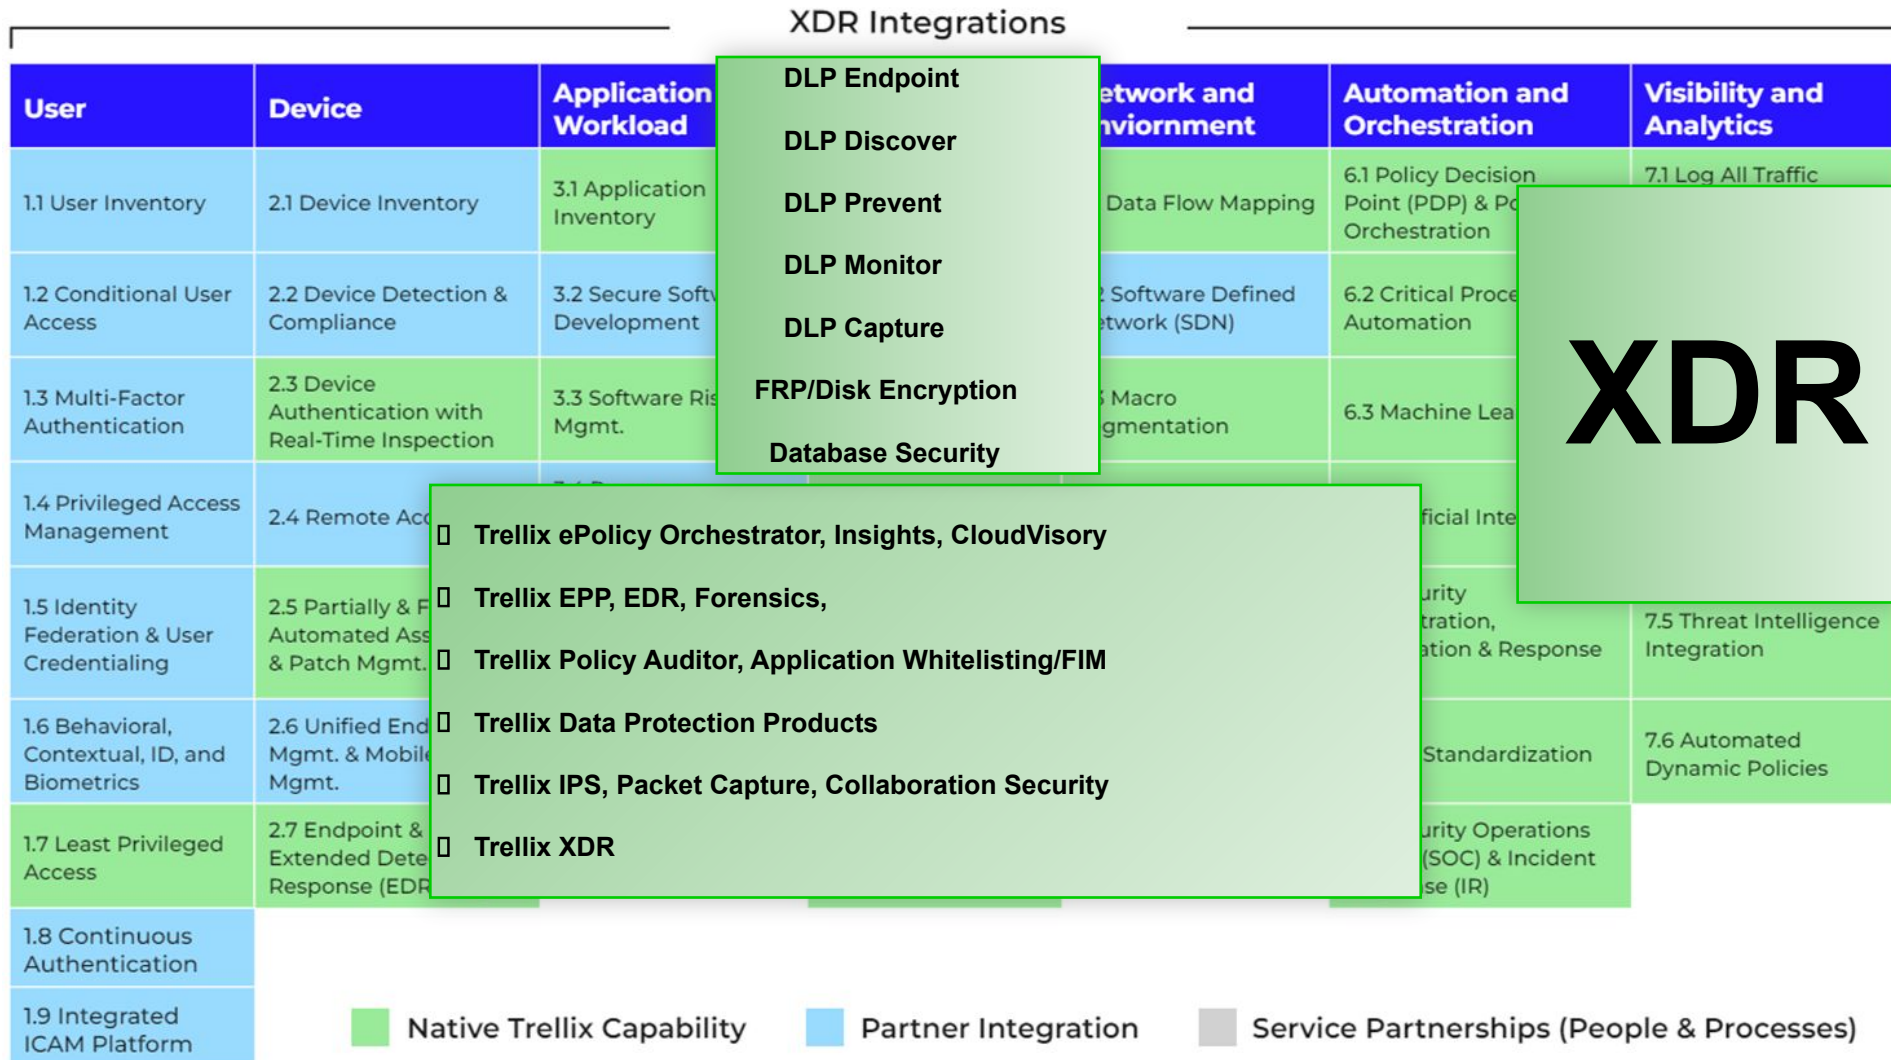 XDR Integrations
User
Device
Application
Workload
etwork and
nviornment
Automation and
Orchestration
Visibility and
Analytics
DLP Endpoint
DLP Discover
DLP Prevent
DLP Monitor
DLP Capture
FRP/Disk Encryption
Database Security
1.1 User Inventory
2.1 Device Inventory
3.1 Application
Inventory
Data Flow Mapping
6.1 Policy Decision
Point (PDP) & Po
Orchestration
7.1 Log All Traffic
1.2 Conditional User
Access
2.2 Device Detection &
Compliance
3.2 Secure Softw
Development
2 Software Defined
etwork (SDN)
6.2 Critical Proce
Automation
XDR
1.3 Multi-Factor
Authentication
2.3 Device
Authentication with
Real-Time Inspection
3.3 Software Ris
Mgmt.
3 Macro
gmentation
6.3 Machine Lea
1.4 Privileged Access
Management
2.4 Remote Acc
ficial Inte
Trellix ePolicy Orchestrator, Insights, CloudVisory
Trellix EPP, EDR, Forensics,
Trellix Policy Auditor, Application Whitelisting/FIM
Trellix Data Protection Products
Trellix IPS, Packet Capture, Collaboration Security
Trellix XDR
1.5 Identity
Federation & User
Credentialing
2.5 Partially & F
Automated Ass
& Patch Mgmt.
urity
tration,
ation & Response
7.5 Threat Intelligence
Integration
1.6 Behavioral,
Contextual, ID, and
Biometrics
2.6 Unified End
Mgmt. & Mobile
Mgmt.
Standardization
7.6 Automated
Dynamic Policies
1.7 Least Privileged
Access
2.7 Endpoint &
Extended Dete
Response (EDR
urity Operations
(SOC) & Incident
se (IR)
1.8 Continuous
Authentication
1.9 Integrated
ICAM Platform
Native Trellix Capability
Partner Integration
Service Partnerships (People & Processes)